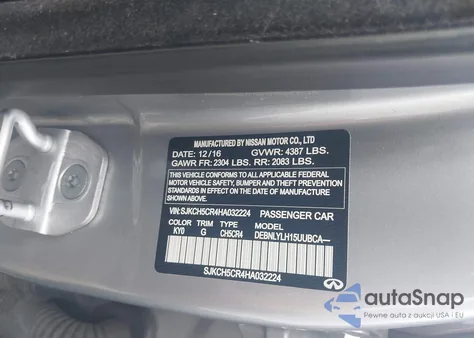 MANUFACTURED BY NISSAN MOTOR CO., LTD
DATE: 12/16 GVWR: 4387 LBS.
GAWR FR: 2304 LBS. RR: 2083 LBS.
THIS VEHICLE CONFORMS TO ALL APPLICABLE FEDERAL
MOTOR VEHICLE SAFETY, BUMPER AND THEFT PREVENTION
STANDARDS IN EFFECT ON THE DATE OF MANUFACTURE
SHOWN ABOVE.
VIN: SJKCH5CR4HA032224 PASSENGER CAR
COLOR TRIM TYPE MODEL
KY0 G CH5CR4 DEBNLYLH15UUBCA—
SJKCH5CR4HA032224
autoSnap
Pewne auta z aukcji USA i EU